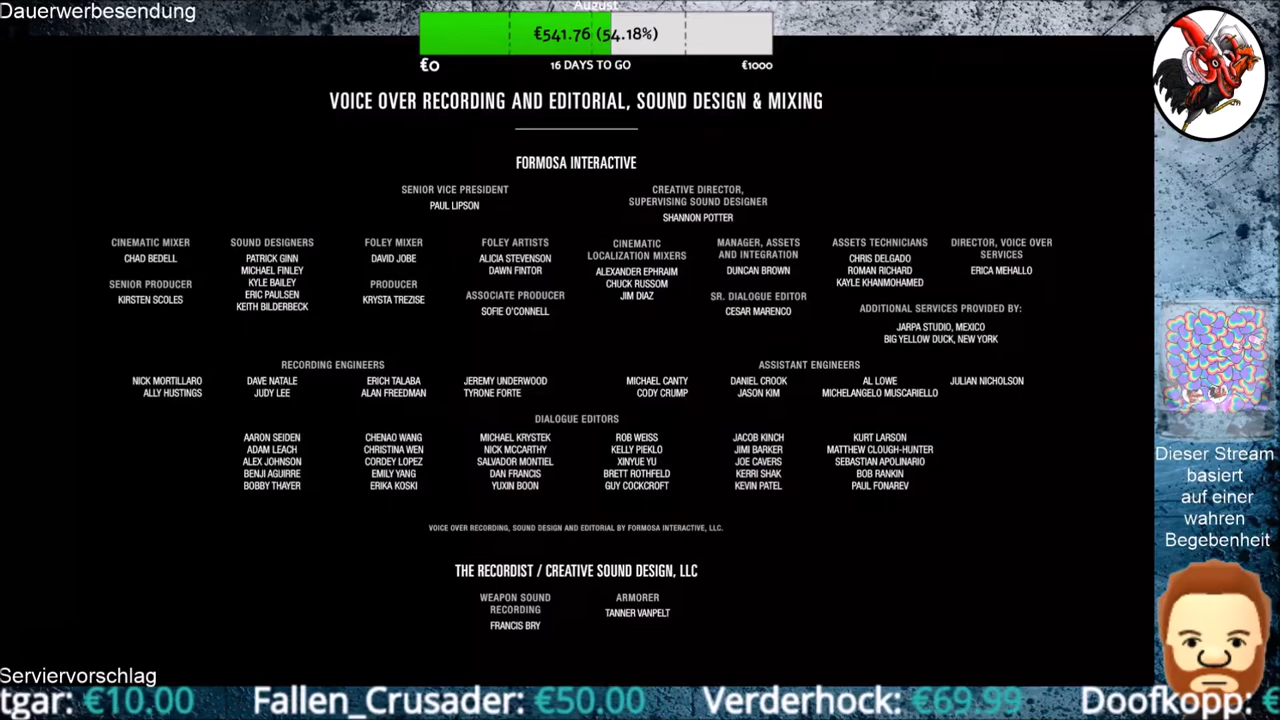 Dauerwerbesendung
August
€541.76 (54.18%)
€0
16 DAYS TO GO
€1000
VOICE OVER RECORDING AND EDITORIAL, SOUND DESIGN & MIXING
FORMOSA INTERACTIVE
SENIOR VICE PRESIDENT
PAUL LIPSON
CREATIVE DIRECTOR,
SUPERVISING SOUND DESIGNER
SHANNON POTTER
CINEMATIC MIXER
CHAD BEDELL
SENIOR PRODUCER
KIRSTEN SCOLES
SOUND DESIGNERS
PATRICK GINN
MICHAEL FINLEY
KYLE BAILEY
ERIC PAULSEN
KEITH BILDERBECK
FOLEY MIXER
DAVID JOBE
PRODUCER
KRYSTA TREZISE
FOLEY ARTISTS
ALICIA STEVENSON
DAWN FINTOR
ASSOCIATE PRODUCER
SOFIE O'CONNELL
CINEMATIC
LOCALIZATION MIXERS
ALEXANDER EPHRAIM
CHUCK RUSSOM
JIM DIAZ
MANAGER, ASSETS
AND INTEGRATION
DUNCAN BROWN
SR. DIALOGUE EDITOR
CESAR MARENCO
ASSETS TECHNICIANS
CHRIS DELGADO
ROMAN RICHARD
KAYLE KHANMOHAMED
DIRECTOR, VOICE OVER
SERVICES
ERICA MEHALLO
ADDITIONAL SERVICES PROVIDED BY:
JARPA STUDIO, MEXICO
BIG YELLOW DUCK, NEW YORK
RECORDING ENGINEERS
NICK MORTILLARO
ALLY HUSTINGS
DAVE NATALE
JUDY LEE
ERICH TALABA
ALAN FREEDMAN
JEREMY UNDERWOOD
TYRONE FORTE
ASSISTANT ENGINEERS
MICHAEL CANTY
CODY CRUMP
DANIEL CROOK
JASON KIM
AL LOWE
MICHELANGELO MUSCARIELLO
JULIAN NICHOLSON
DIALOGUE EDITORS
AARON SEIDEN
ADAM LEACH
ALEX JOHNSON
BENJI AGUIRRE
BOBBY THAYER
CHENAO WANG
CHRISTINA WEN
CORDEY LOPEZ
EMILY YANG
ERIKA KOSKI
MICHAEL KRYSTEK
NICK MCCARTHY
SALVADOR MONTIEL
DAN FRANCIS
YUXIN BOON
ROB WEISS
KELLY PIEKLO
XINYUE YU
BRETT ROTHFELD
GUY COCKCROFT
JACOB KINCH
JIMI BARKER
JOE CAVERS
KERRI SHAK
KEVIN PATEL
KURT LARSON
MATTHEW CLOUGH-HUNTER
SEBASTIAN APOLINARIO
BOB RANKIN
PAUL FONAREV
VOICE OVER RECORDING, SOUND DESIGN AND EDITORIAL BY FORMOSA INTERACTIVE, LLC.
THE RECORDIST / CREATIVE SOUND DESIGN, LLC
WEAPON SOUND
RECORDING
FRANCIS BRY
ARMORER
TANNER VANPELT
Dieser Stream
basiert
auf einer
wahren
Begebenheit
Serviervorschlag
tgar: €10.00 Fallen_Crusader: €50.00 Verderhock: €69.99 Doofkopp: €